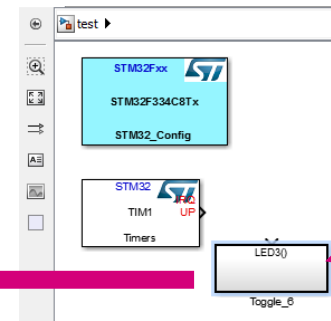 test
STM32Fxx
STM32F334C8Tx
STM32_Config
STM32
IRQ
TIM1
UP
Timers
LED3()
Toggle_6